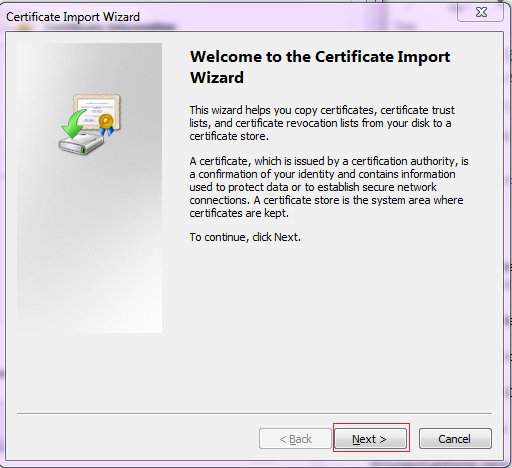 Certificate Import Wizard
Welcome to the Certificate Import
Wizard
This wizard helps you copy certificates, certificate trust
lists, and certificate revocation lists from your disk to a
certificate store.
A certificate, which is issued by a certification authority, is
a confirmation of your identity and contains information
used to protect data or to establish secure network
connections. A certificate store is the system area where
certificates are kept.
To continue, click Next.
< Back Next > Cancel